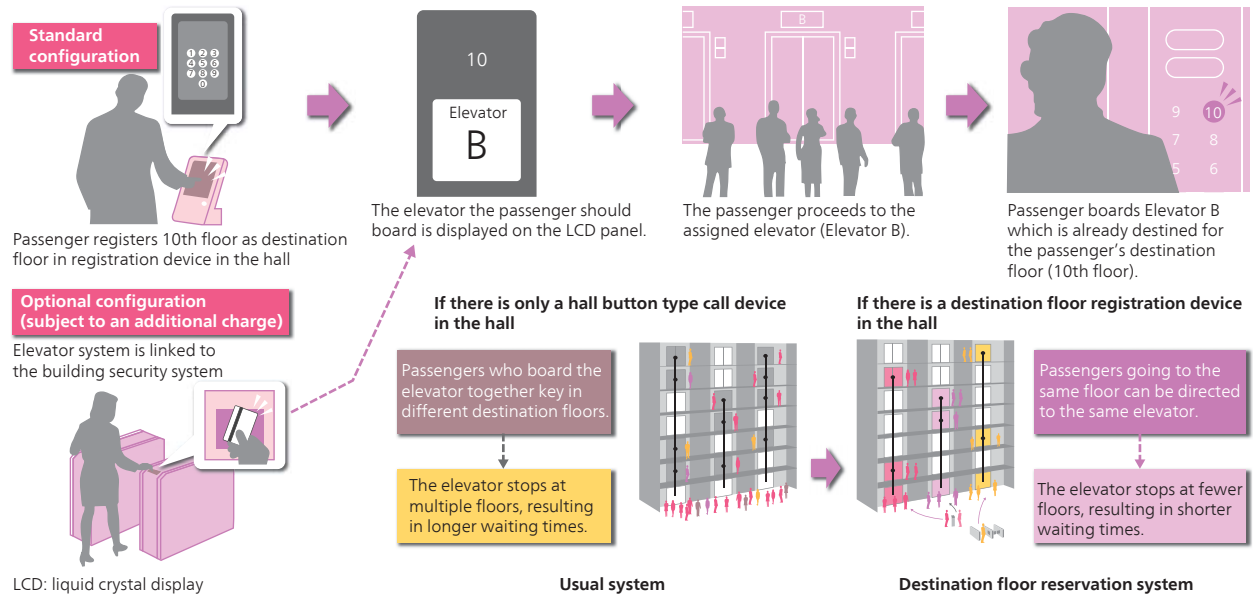 Standard
configuration
1 2 3
4 5 6
7 8 9
0
Passenger registers 10th floor as destination
floor in registration device in the hall
10
Elevator
B
The elevator the passenger should
board is displayed on the LCD panel.
B
The passenger proceeds to the
assigned elevator (Elevator B).
9 10
7 8
5 6
Passenger boards Elevator B
which is already destined for
the passenger’s destination
floor (10th floor).
Optional configuration
(subject to an additional charge)
Elevator system is linked to
the building security system
LCD: liquid crystal display
If there is only a hall button type call device
in the hall
Passengers who board the
elevator together key in
different destination floors.
The elevator stops at
multiple floors, resulting
in longer waiting times.
Usual system
If there is a destination floor registration device
in the hall
Passengers going to the
same floor can be directed
to the same elevator.
The elevator stops at fewer
floors, resulting in shorter
waiting times.
Destination floor reservation system